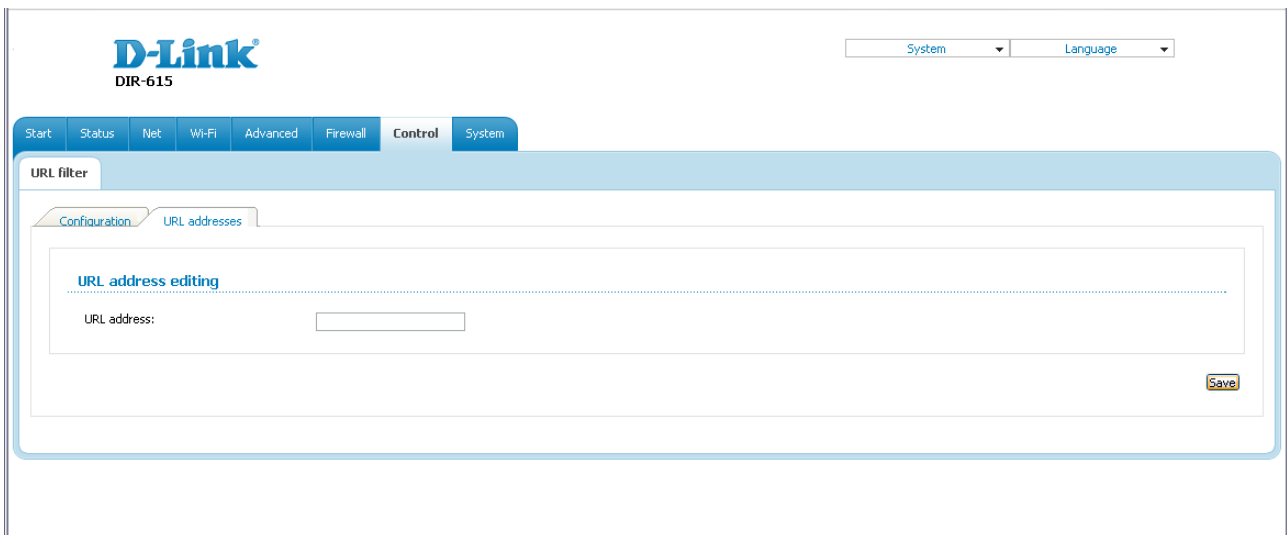 D-Link®
DIR-615
System Language
Start Status Net Wi-Fi Advanced Firewall Control System
URL filter
Configuration URL addresses
URL address editing
URL address:
Save